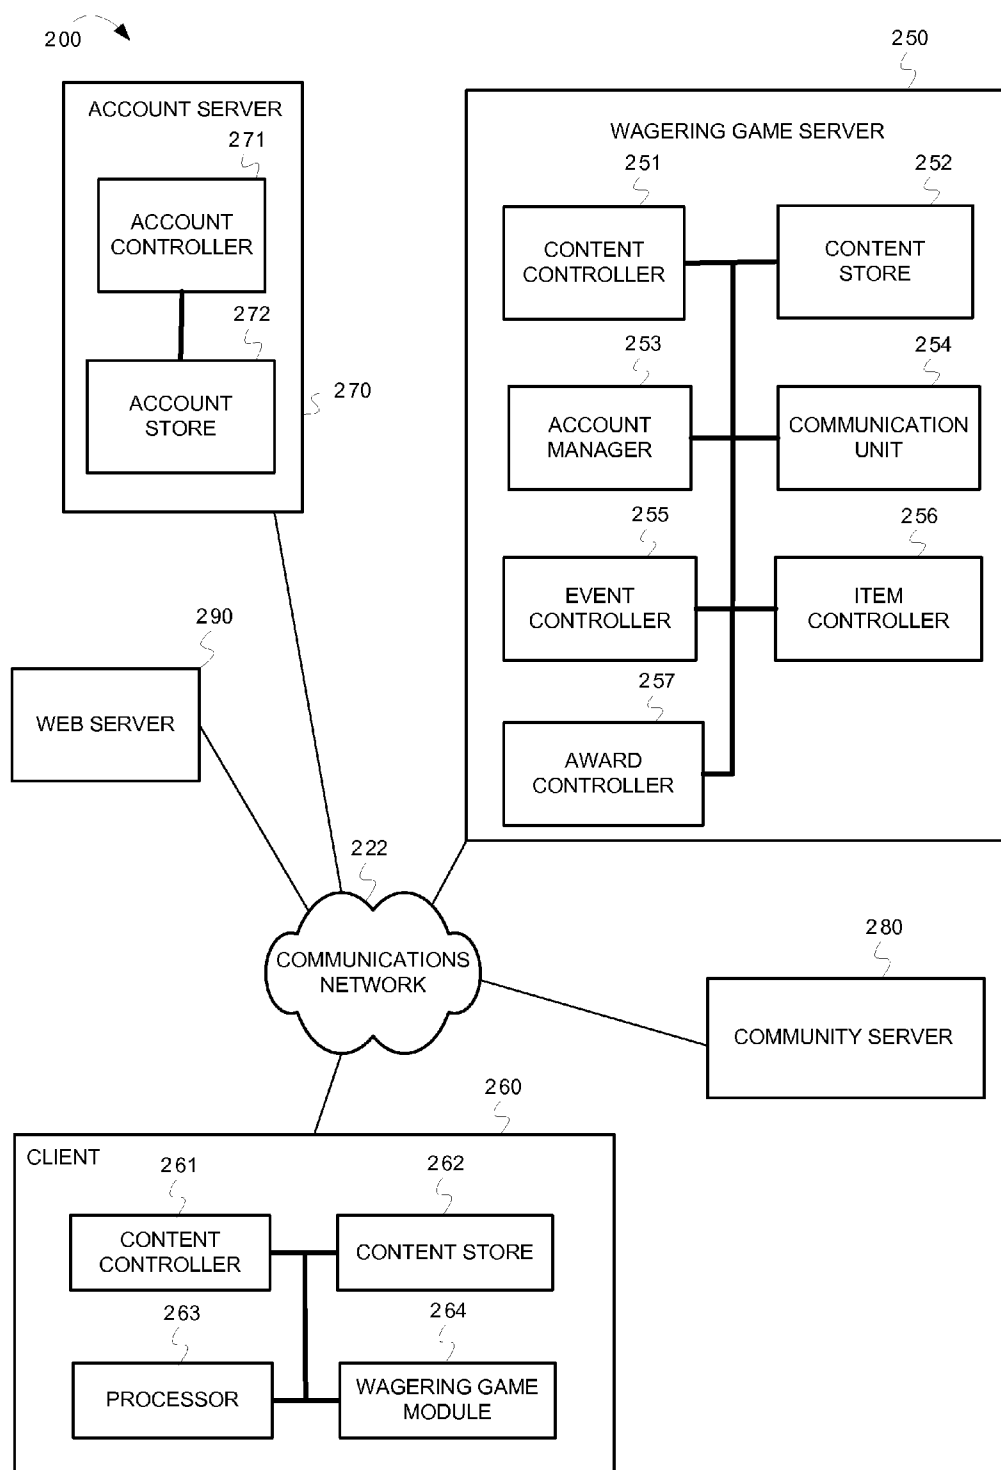 200
250
ACCOUNT SERVER
271
ACCOUNT
CONTROLLER
272
ACCOUNT
STORE
270
WAGERING GAME SERVER
251
CONTENT
CONTROLLER
252
CONTENT
STORE
253
ACCOUNT
MANAGER
254
COMMUNICATION
UNIT
255
EVENT
CONTROLLER
256
ITEM
CONTROLLER
257
AWARD
CONTROLLER
290
WEB SERVER
222
COMMUNICATIONS
NETWORK
280
COMMUNITY SERVER
260
CLIENT
261
CONTENT
CONTROLLER
262
CONTENT STORE
263
PROCESSOR
264
WAGERING GAME
MODULE